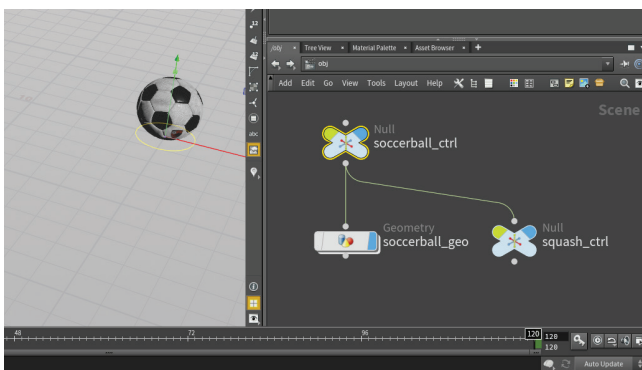 /obj Tree View Material Palette Asset Browser +
obj
Add Edit Go View Tools Layout Help
Scene
Null
soccerball_ctrl
Geometry
soccerball_geo
Null
squash_ctrl
abc
48 72 96 120 120
120
Auto Update